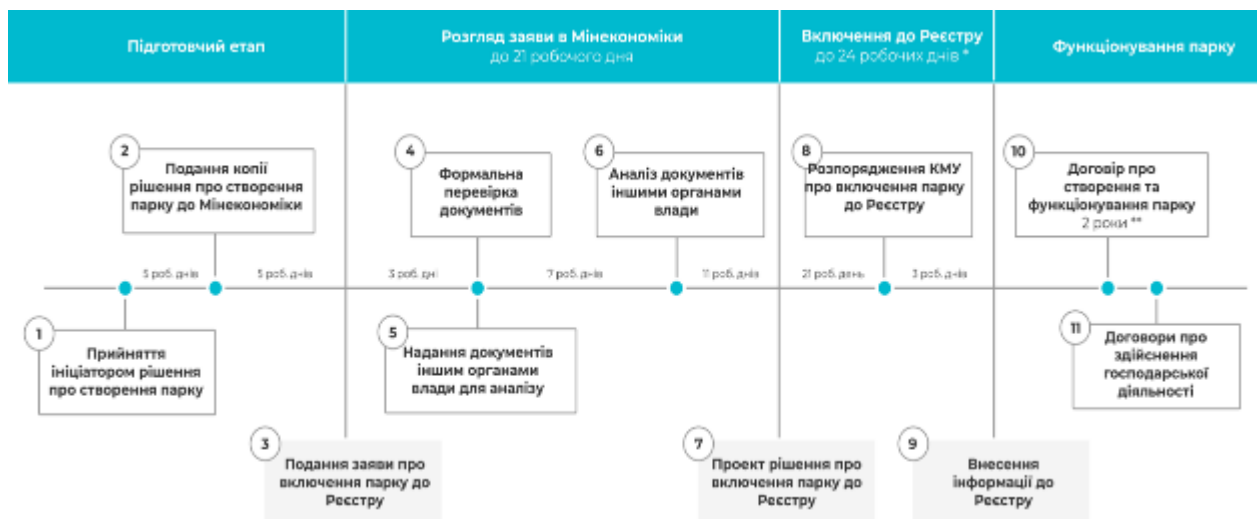 Підготовчий етап
Розгляд заяви в Мінекономіки
до 21 робочого дня
Включення до Реєстру
до 24 робочих днів *
Функціонування парку
2
Подання копії
рішення про створення
парку до Мінекономіки
4
Формальна
перевірка
документів
6
Аналіз документів
іншими органами
влади
8
Розпорядження КМУ
про включення парку
до Реєстру
10
Договір про
створення та
функціонування парку
2 роки **
5 роб. днів
5 роб. днів
3 роб. дні
7 роб. днів
11 роб. днів
21 роб. день
3 роб. днів
1
Прийняття
ініціатором рішення
про створення парку
5
Надання документів
іншим органами
влади для аналізу
11
Договори про
здійснення
господарської
діяльності
3
Подання заяви про
включення парку до
Реєстру
7
Проект рішення про
включення парку до
Реєстру
9
Внесення
інформації до
Реєстру